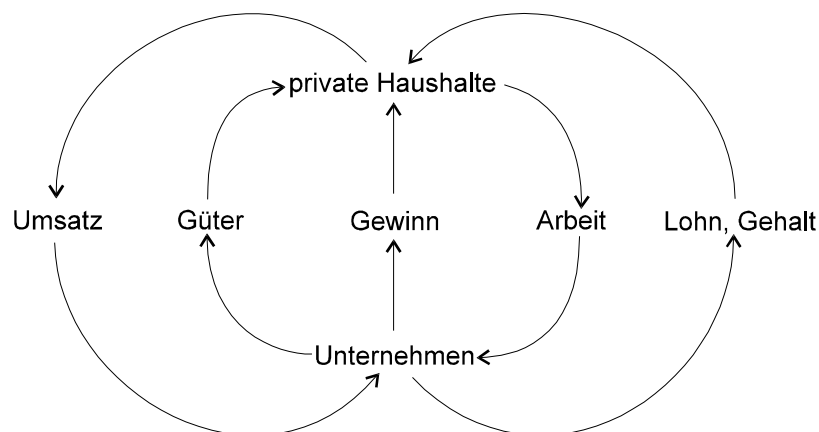 private Haushalte
Umsatz Güter Gewinn Arbeit Lohn, Gehalt
Unternehmen